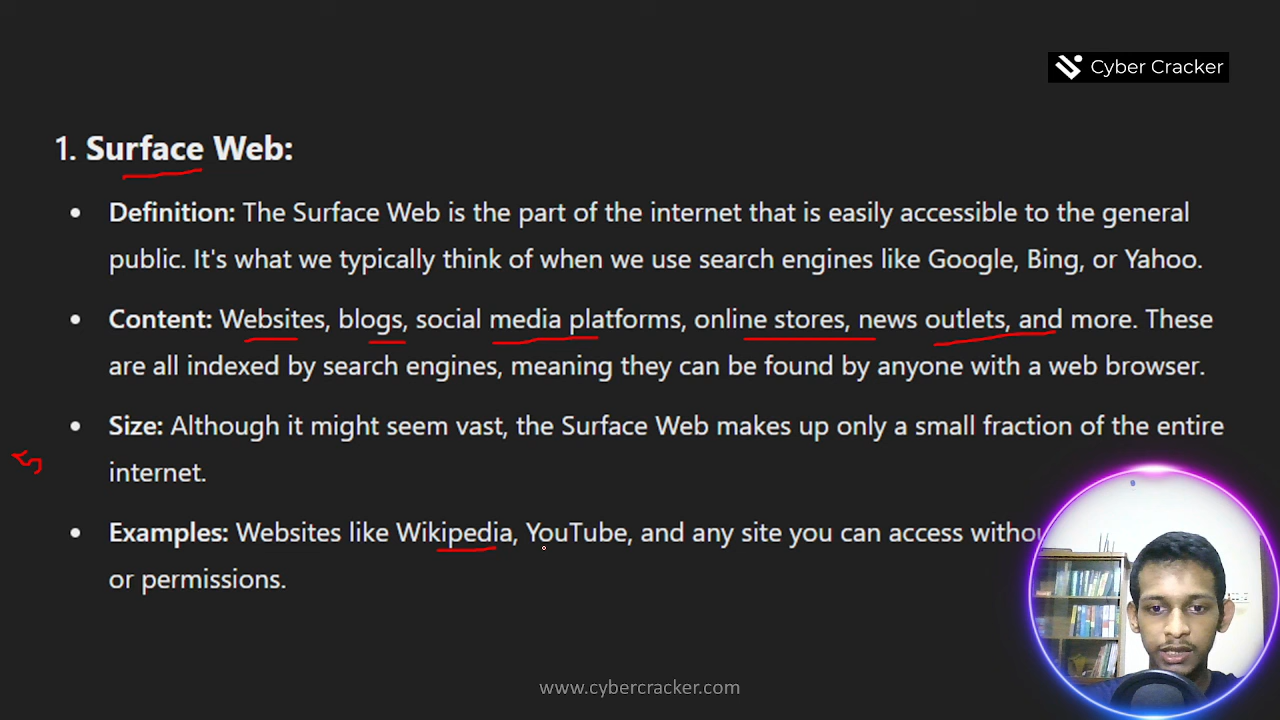 Cyber Cracker
1. Surface Web:
• Definition: The Surface Web is the part of the internet that is easily accessible to the general
public. It's what we typically think of when we use search engines like Google, Bing, or Yahoo.
• Content: Websites, blogs, social media platforms, online stores, news outlets, and more. These
are all indexed by search engines, meaning they can be found by anyone with a web browser.
• Size: Although it might seem vast, the Surface Web makes up only a small fraction of the entire
internet.
• Examples: Websites like Wikipedia, YouTube, and any site you can access
or permissions.
www.cybercracker.com